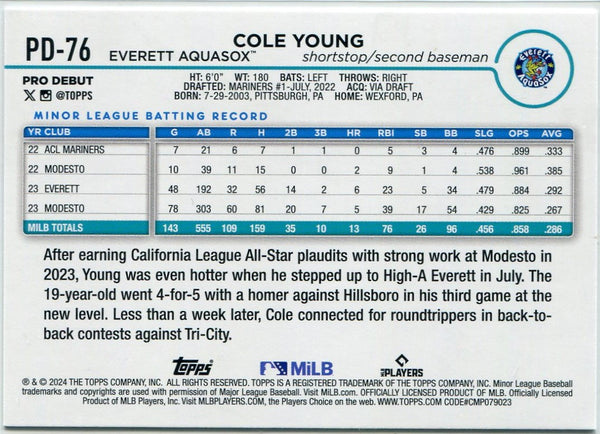 PD-76
COLE YOUNG
EVERETT AQUASOX™
shortstop/second baseman
Everett
AquaSox
PRO DEBUT
@TOPPS
HT: 6'0" WT: 180 BATS: LEFT THROWS: RIGHT
DRAFTED: MARINERS #1-JULY, 2022 ACQ: VIA DRAFT
BORN: 7-29-2003, PITTSBURGH, PA HOME: WEXFORD, PA
MINOR LEAGUE BATTING RECORD
YR CLUB G AB R H 2B 3B HR RBI SB BB SLG OPS AVG
22 ACL MARINERS 7 21 6 7 1 1 0 5 3 4 .476 .899 .333
22 MODESTO 10 39 11 15 0 0 2 9 1 4 .538 .961 .385
23 EVERETT 48 192 32 56 14 2 6 23 5 34 .479 .884 .292
23 MODESTO 78 303 60 81 20 7 5 39 17 54 .429 .825 .267
MILB TOTALS 143 555 109 159 35 10 13 76 26 96 .456 .858 .286
After earning California League All-Star plaudits with strong work at Modesto in
2023, Young was even hotter when he stepped up to High-A Everett in July. The
19-year-old went 4-for-5 with a homer against Hillsboro in his third game at the
new level. Less than a week later, Cole connected for roundtrippers in back-to-
back contests against Tri-City.
Topps MiLB MLB PLAYERS
® & © 2024 THE TOPPS COMPANY, INC. ALL RIGHTS RESERVED. TOPPS IS A REGISTERED TRADEMARK OF THE TOPPS COMPANY, INC. Minor League Baseball
trademarks and copyrights are used with permission of Major League Baseball. Visit MiLB.com. OFFICIALLY LICENSED PRODUCT OF MLB. Officially Licensed
Product of MLB Players, Inc. Visit MLBPLAYERS.com, the Players Choice on the web. WWW.TOPPS.COM CODE#CMP079023